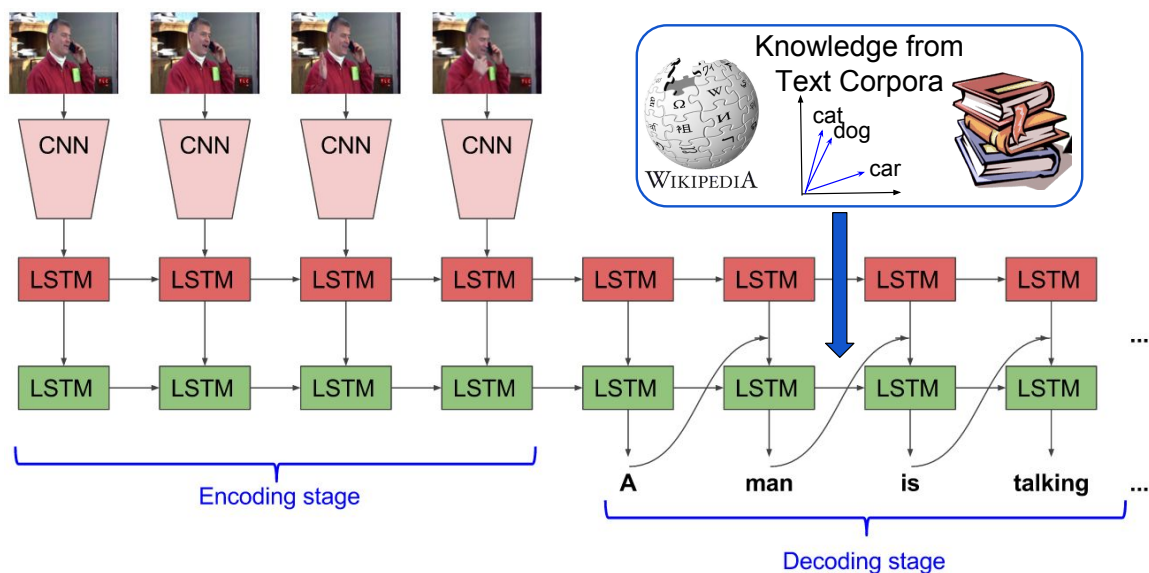 Knowledge from
Text Corpora
cat
dog
car
WIKIPEDIA
Ω
W
И
祖
CNN CNN CNN CNN
LSTM LSTM LSTM LSTM LSTM LSTM LSTM LSTM
...
LSTM LSTM LSTM LSTM LSTM LSTM LSTM LSTM
A man is talking ...
Encoding stage
Decoding stage